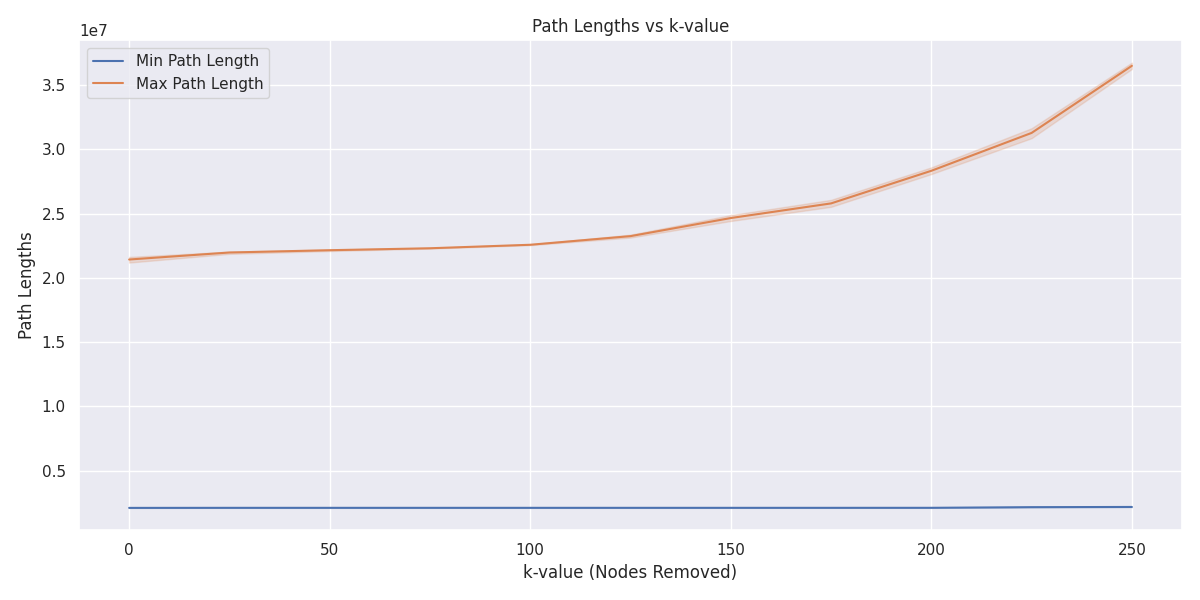 Path Lengths vs k-value
1e7
Min Path Length
Max Path Length
3.5
3.0
2.5
2.0
1.5
1.0
0.5
Path Lengths
0 50 100 150 200 250
k-value (Nodes Removed)